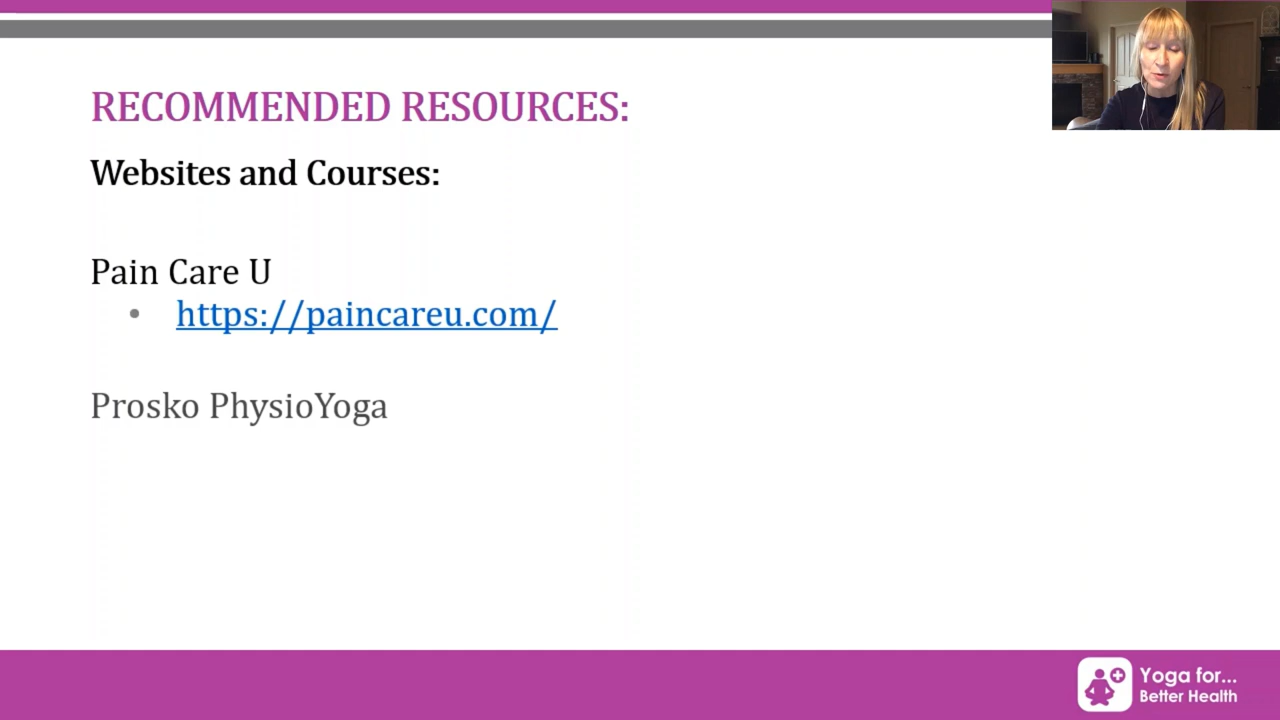 RECOMMENDED RESOURCES:
Websites and Courses:
Pain Care U
• https://paincareu.com/
Prosko PhysioYoga
Yoga for...
Better Health